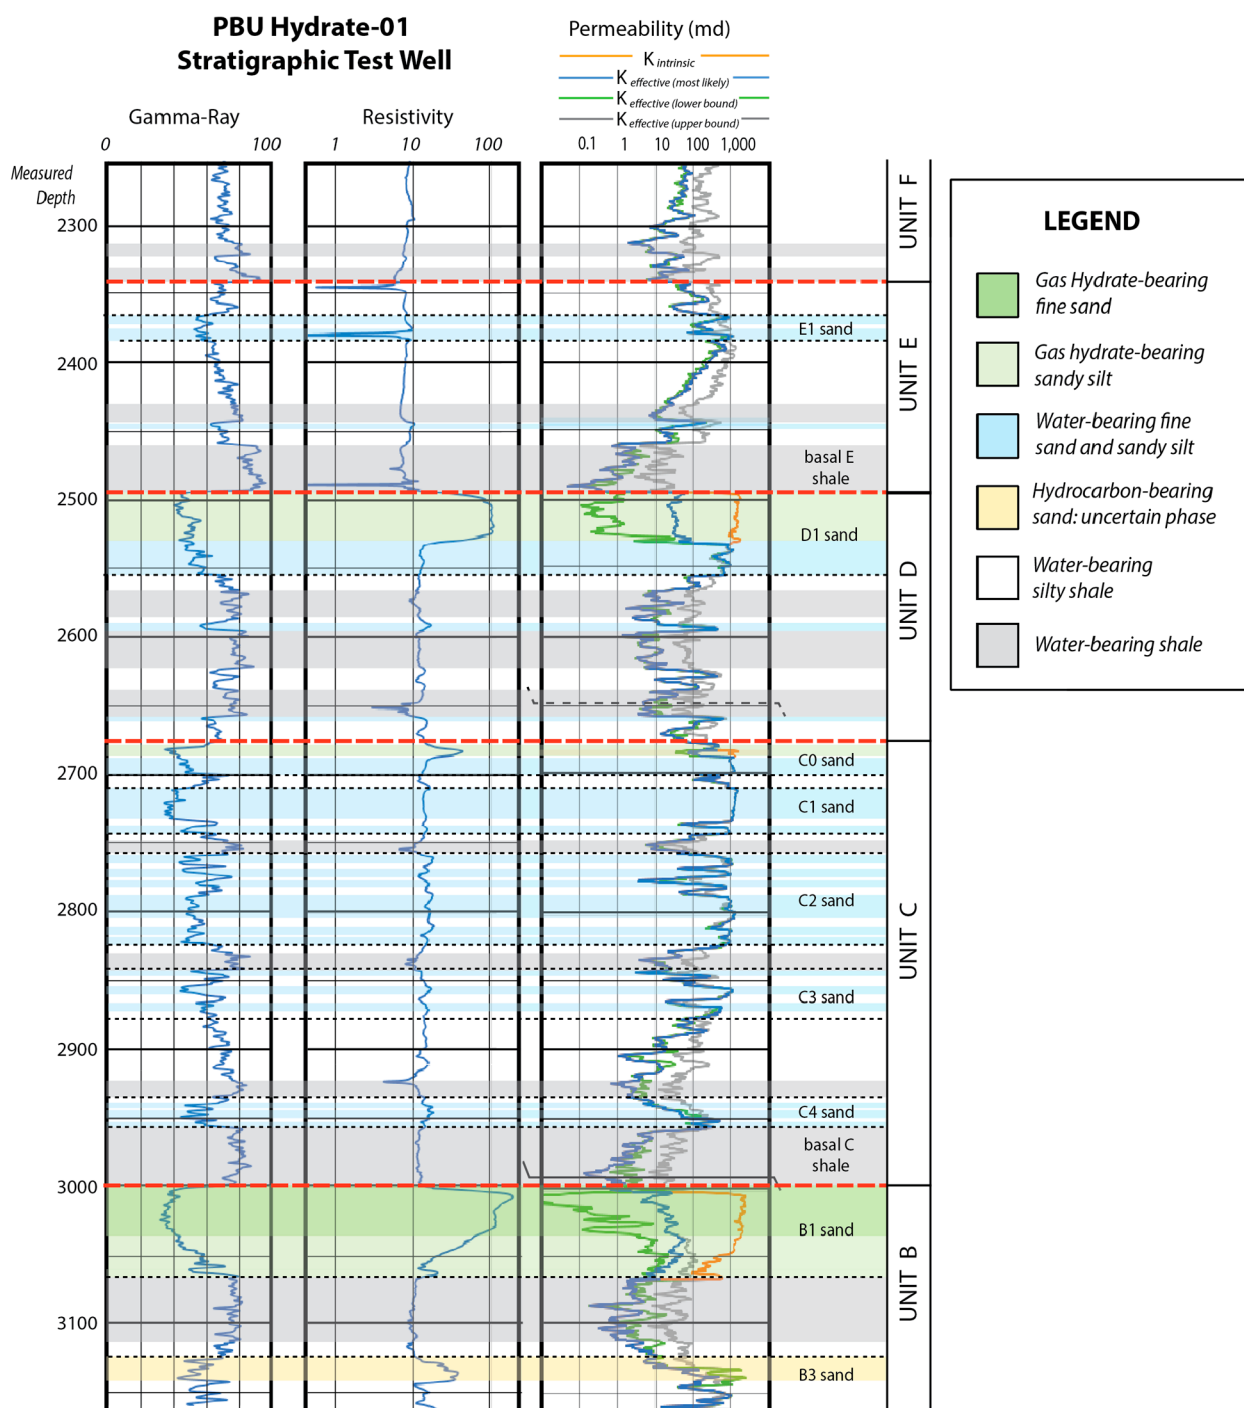 PBU Hydrate-01
Stratigraphic Test Well
Permeability (md)
K intrinsic
K effective (most likely)
K effective (lower bound)
K effective (upper bound)
Gamma-Ray
Resistivity
0 100
1 10 100
0.1 1 10 100 1,000
Measured
Depth
2300
2400
2500
2600
2700
2800
2900
3000
3100
E1 sand
basal E
shale
D1 sand
C0 sand
C1 sand
C2 sand
C3 sand
C4 sand
basal C
shale
B1 sand
B3 sand
UNIT F
UNIT E
UNIT D
UNIT C
UNIT B
LEGEND
Gas Hydrate-bearing
fine sand
Gas hydrate-bearing
sandy silt
Water-bearing fine
sand and sandy silt
Hydrocarbon-bearing
sand: uncertain phase
Water-bearing
silty shale
Water-bearing shale